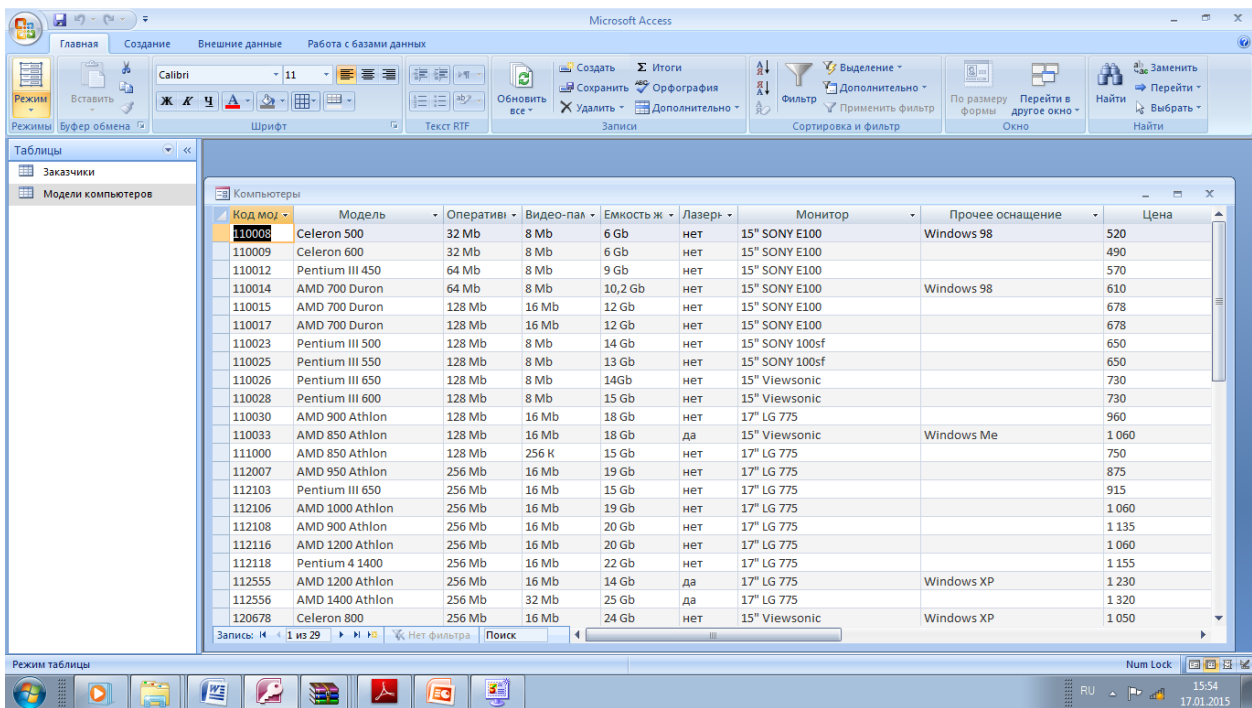 Microsoft Access
Главная Создание Внешние данные Работа с базами данных
Режим
Режимы
Вставить
Буфер обмена
Calibri 11
Ж К Ч А
Шрифт
Текст RTF
Обновить все
Создать Σ Итоги
Сохранить Орфография
Удалить Дополнительно
Записи
Фильтр
Выделение
Дополнительно
Применить фильтр
Сортировка и фильтр
По размеру формы
Перейти в другое окно
Окно
Найти
Заменить
Перейти
Выбрать
Найти
Таблицы
Заказчики
Модели компьютеров
Компьютеры
Код мод Модель Оператив Видео-пам Емкость ж Лазерн Монитор Прочее оснащение Цена
110008 Celeron 500 32 Mb 8 Mb 6 Gb нет 15" SONY E100 Windows 98 520
110009 Celeron 600 32 Mb 8 Mb 6 Gb нет 15" SONY E100 490
110012 Pentium III 450 64 Mb 8 Mb 9 Gb нет 15" SONY E100 570
110014 AMD 700 Duron 64 Mb 8 Mb 10,2 Gb нет 15" SONY E100 Windows 98 610
110015 AMD 700 Duron 128 Mb 16 Mb 12 Gb нет 15" SONY E100 678
110017 AMD 700 Duron 128 Mb 16 Mb 12 Gb нет 15" SONY E100 678
110023 Pentium III 500 128 Mb 8 Mb 14 Gb нет 15" SONY 100sf 650
110025 Pentium III 550 128 Mb 8 Mb 13 Gb нет 15" SONY 100sf 650
110026 Pentium III 650 128 Mb 8 Mb 14Gb нет 15" Viewsonic 730
110028 Pentium III 600 128 Mb 8 Mb 15 Gb нет 15" Viewsonic 730
110030 AMD 900 Athlon 128 Mb 16 Mb 18 Gb нет 17" LG 775 960
110033 AMD 850 Athlon 128 Mb 16 Mb 18 Gb да 15" Viewsonic Windows Me 1 060
111000 AMD 850 Athlon 128 Mb 256 K 15 Gb нет 17" LG 775 750
112007 AMD 950 Athlon 256 Mb 16 Mb 19 Gb нет 17" LG 775 875
112103 Pentium III 650 256 Mb 16 Mb 15 Gb нет 17" LG 775 915
112106 AMD 1000 Athlon 256 Mb 16 Mb 19 Gb нет 17" LG 775 1 060
112108 AMD 900 Athlon 256 Mb 16 Mb 20 Gb нет 17" LG 775 1 135
112116 AMD 1200 Athlon 256 Mb 16 Mb 20 Gb нет 17" LG 775 1 060
112118 Pentium 4 1400 256 Mb 16 Mb 22 Gb нет 17" LG 775 1 155
112555 AMD 1200 Athlon 256 Mb 16 Mb 14 Gb да 17" LG 775 Windows XP 1 230
112556 AMD 1400 Athlon 256 Mb 32 Mb 25 Gb да 17" LG 775 1 320
120678 Celeron 800 256 Mb 16 Mb 24 Gb нет 15" Viewsonic Windows XP 1 050
Запись: 1 из 29 Нет фильтра Поиск
Режим таблицы Num Lock
RU
15:54
17.01.2015